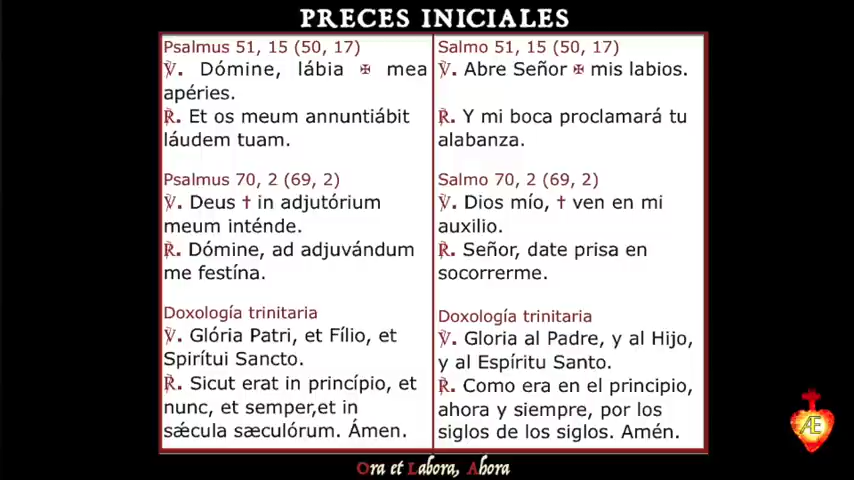 PRECES INICIALES
Psalmus 51, 15 (50, 17)
℣. Dómine, lábia ✠ mea
apéries.
℟. Et os meum annuntiábit
láudem tuam.
Psalmus 70, 2 (69, 2)
℣. Deus † in adjutórium
meum inténde.
℟. Dómine, ad adjuvándum
me festína.
Doxología trinitaria
℣. Glória Patri, et Fílio, et
Spirítui Sancto.
℟. Sicut erat in princípio, et
nunc, et semper,et in
sǽcula sæculórum. Ámen.
Salmo 51, 15 (50, 17)
℣. Abre Señor ✠ mis labios.
℟. Y mi boca proclamará tu
alabanza.
Salmo 70, 2 (69, 2)
℣. Dios mío, † ven en mi
auxilio.
℟. Señor, date prisa en
socorrerme.
Doxología trinitaria
℣. Gloria al Padre, y al Hijo,
y al Espíritu Santo.
℟. Como era en el principio,
ahora y siempre, por los
siglos de los siglos. Amén.
Æ
Ora et Labora, Ahora